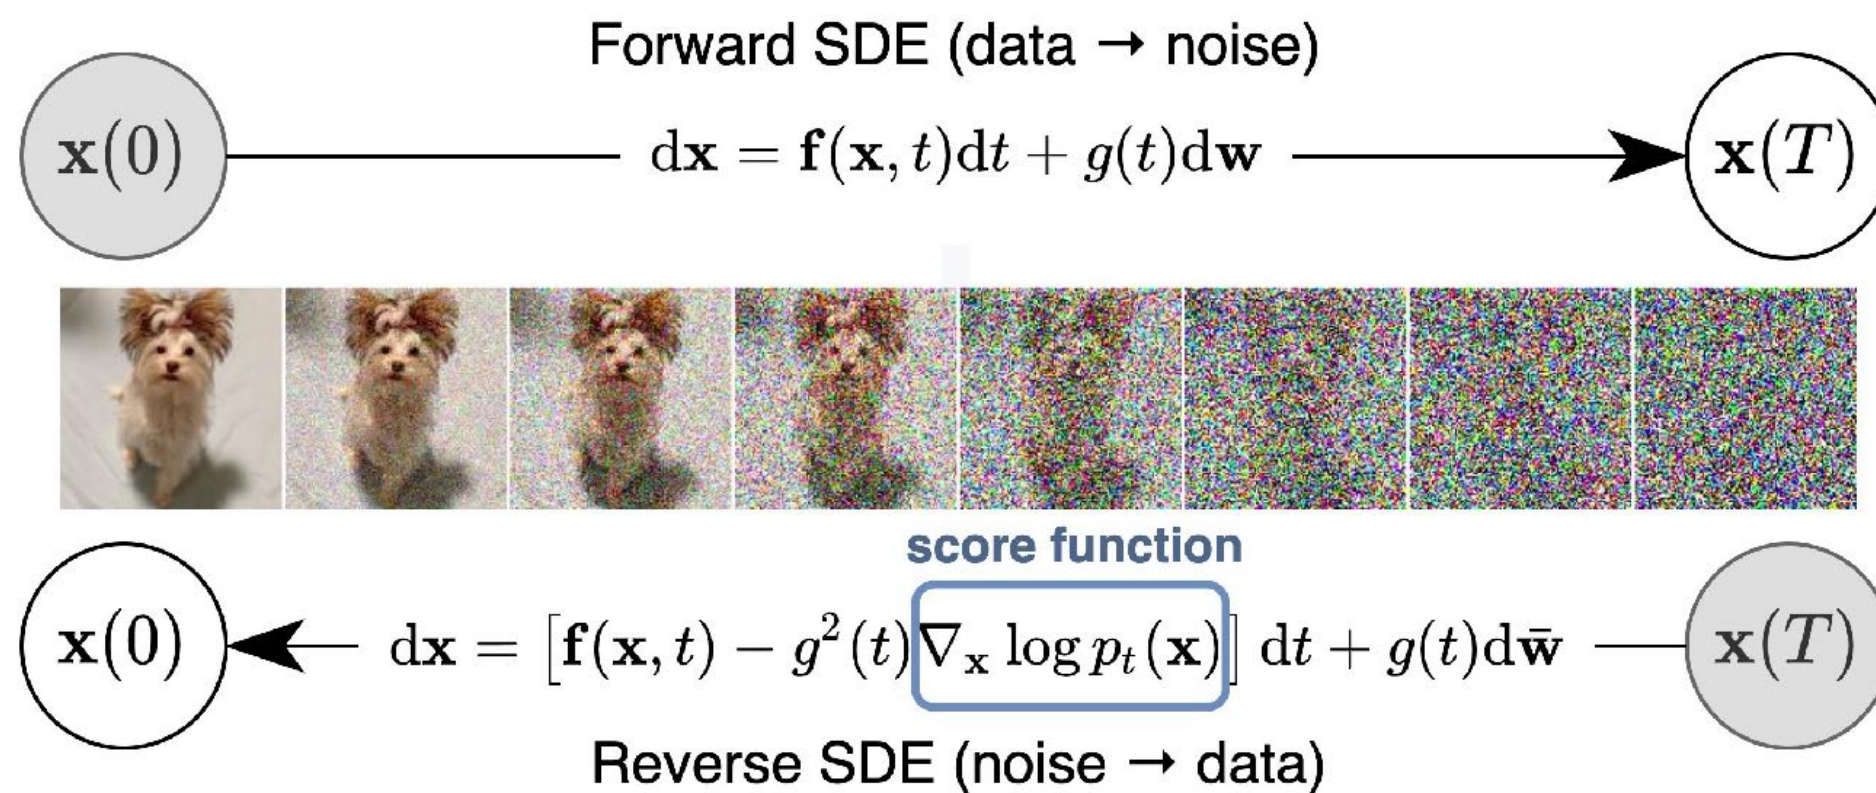 Forward SDE (data → noise)
x(0) dx = f(x, t)dt + g(t)dw x(T)
score function
x(0) dx = [f(x, t) − g²(t)∇ₓ log pₜ(x)] dt + g(t)dw̄ x(T)
Reverse SDE (noise → data)